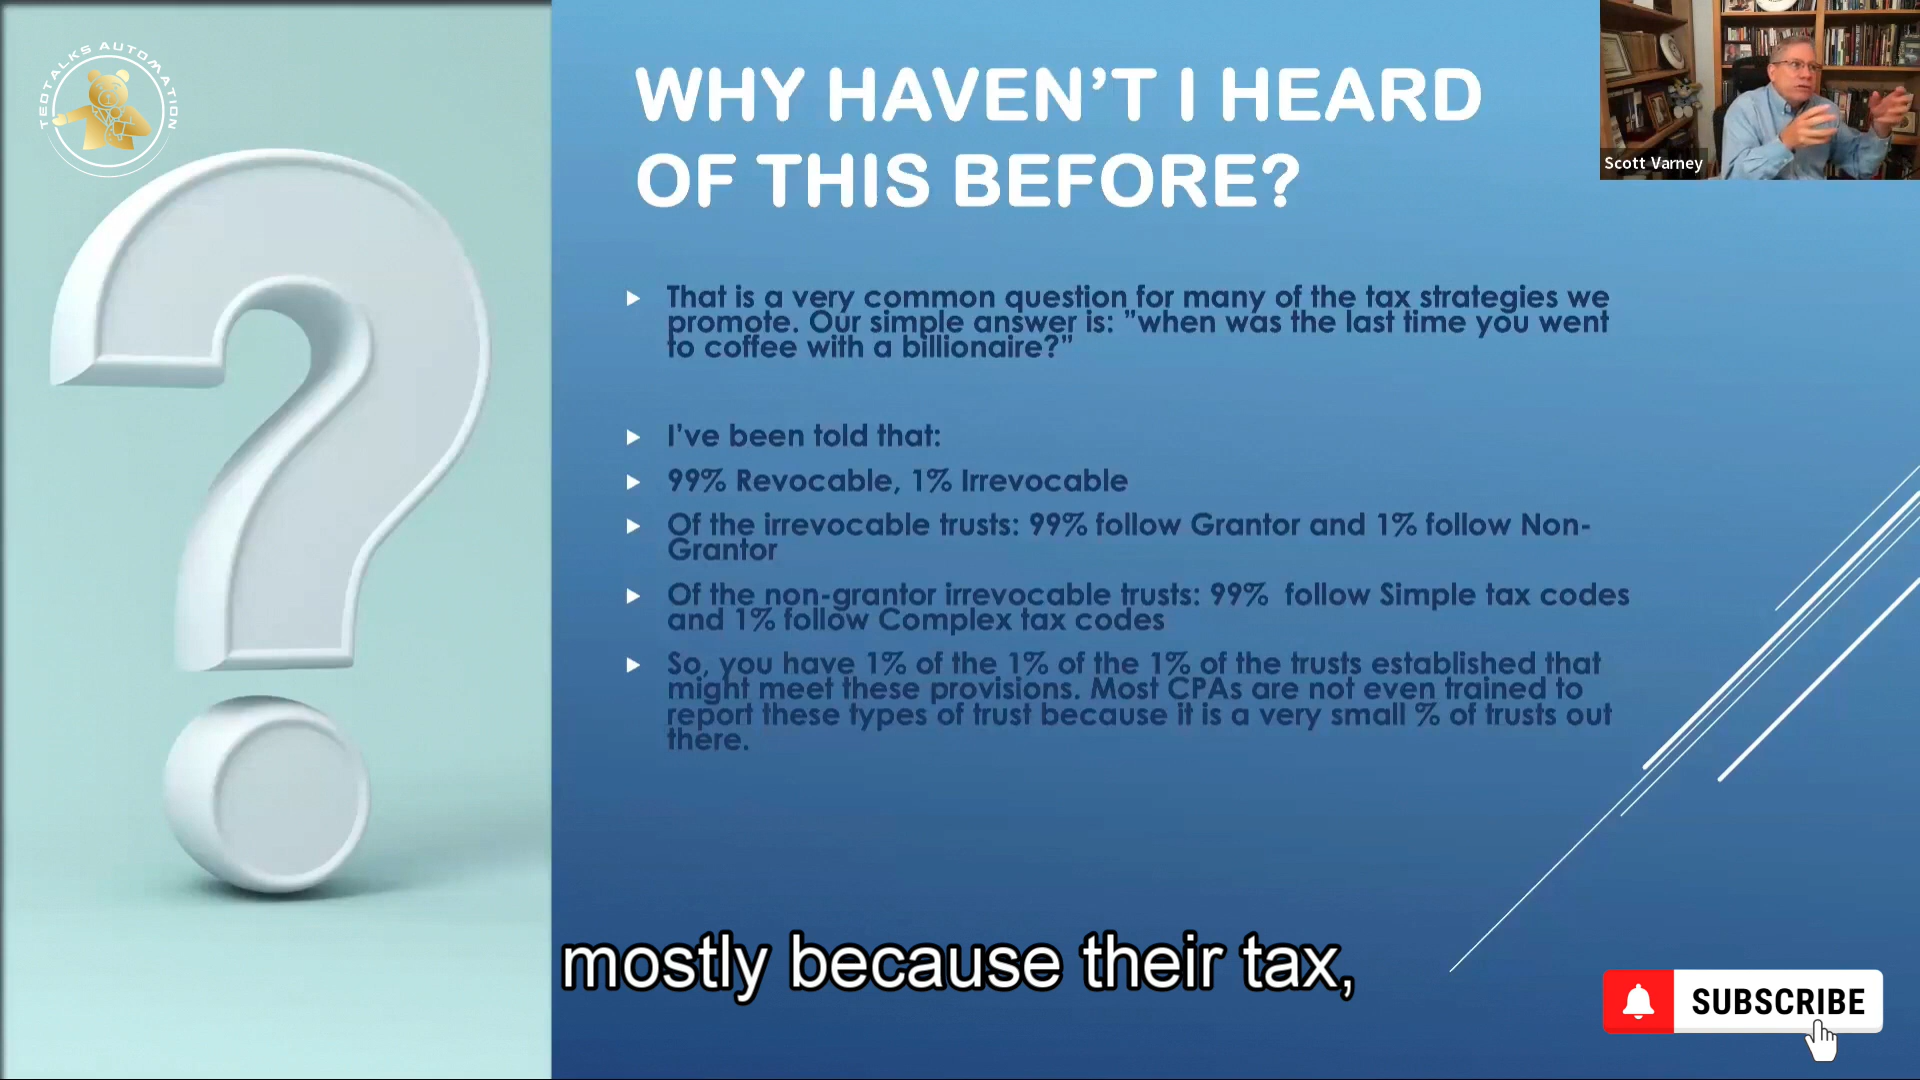 TEDTALKS AUTOMATION
WHY HAVEN'T I HEARD
OF THIS BEFORE?
Scott Varney
That is a very common question for many of the tax strategies we
promote. Our simple answer is: "when was the last time you went
to coffee with a billionaire?"
I've been told that:
99% Revocable, 1% Irrevocable
Of the irrevocable trusts: 99% follow Grantor and 1% follow Non-
Grantor
Of the non-grantor irrevocable trusts: 99% follow Simple tax codes
and 1% follow Complex tax codes
So, you have 1% of the 1% of the 1% of the trusts established that
might meet these provisions. Most CPAs are not even trained to
report these types of trust because it is a very small % of trusts out
there.
mostly because their tax,
SUBSCRIBE